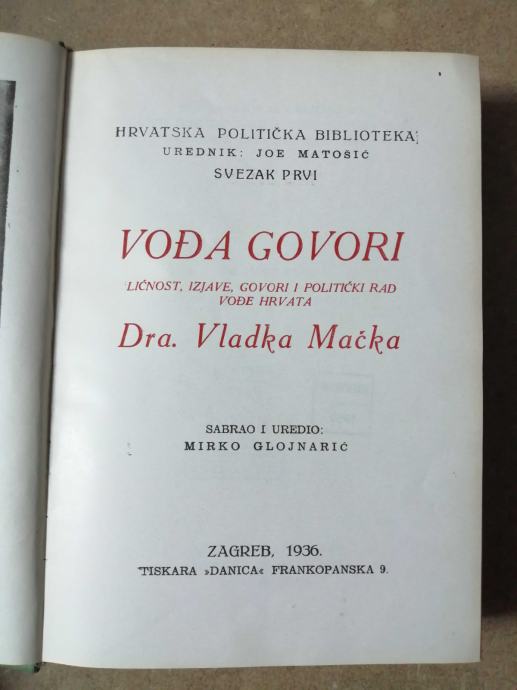 HRVATSKA POLITIČKA BIBLIOTEKA
UREDNIK: JOE MATOŠIĆ
SVEZAK PRVI
VOĐA GOVORI
LIČNOST, IZJAVE, GOVORI I POLITIČKI RAD
VOĐE HRVATA
Dra. Vladka Mačka
SABRAO I UREDIO:
MIRKO GLOJNARIĆ
ZAGREB, 1936.
TISKARA »DANICA« FRANKOPANSKA 9.